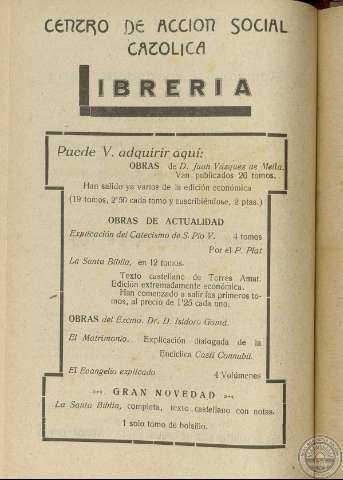 CENTRO DE ACCION SOCIAL
CATOLICA
LIBRERIA
Puede V. adquirir aquí:
OBRAS de D. Juan Vázquez de Mella.
Van publicados 26 tomos.
Han salido ya varios de la edición económica
(19 tomos, 2'50 cada tomo y suscribiéndose, 2 ptas.)
OBRAS DE ACTUALIDAD
Explicación del Catecismo de S. Pío V. 4 tomos
Por el P. Plat
La Santa Biblia, en 12 tomos.
Texto castellano de Torres Amat.
Edición extremadamente económica.
Han comenzado a salir los primeros to-
mos, al precio de 1'25 cada uno.
OBRAS del Excmo. Dr. D. Isidoro Gomá.
El Matrimonio. Explicación dialogada de la
Encíclica Casti Connubii.
El Evangelio explicado 4 Volúmenes
GRAN NOVEDAD
La Santa Biblia, completa, texto castellano con notas.
1 solo tomo de bolsillo.